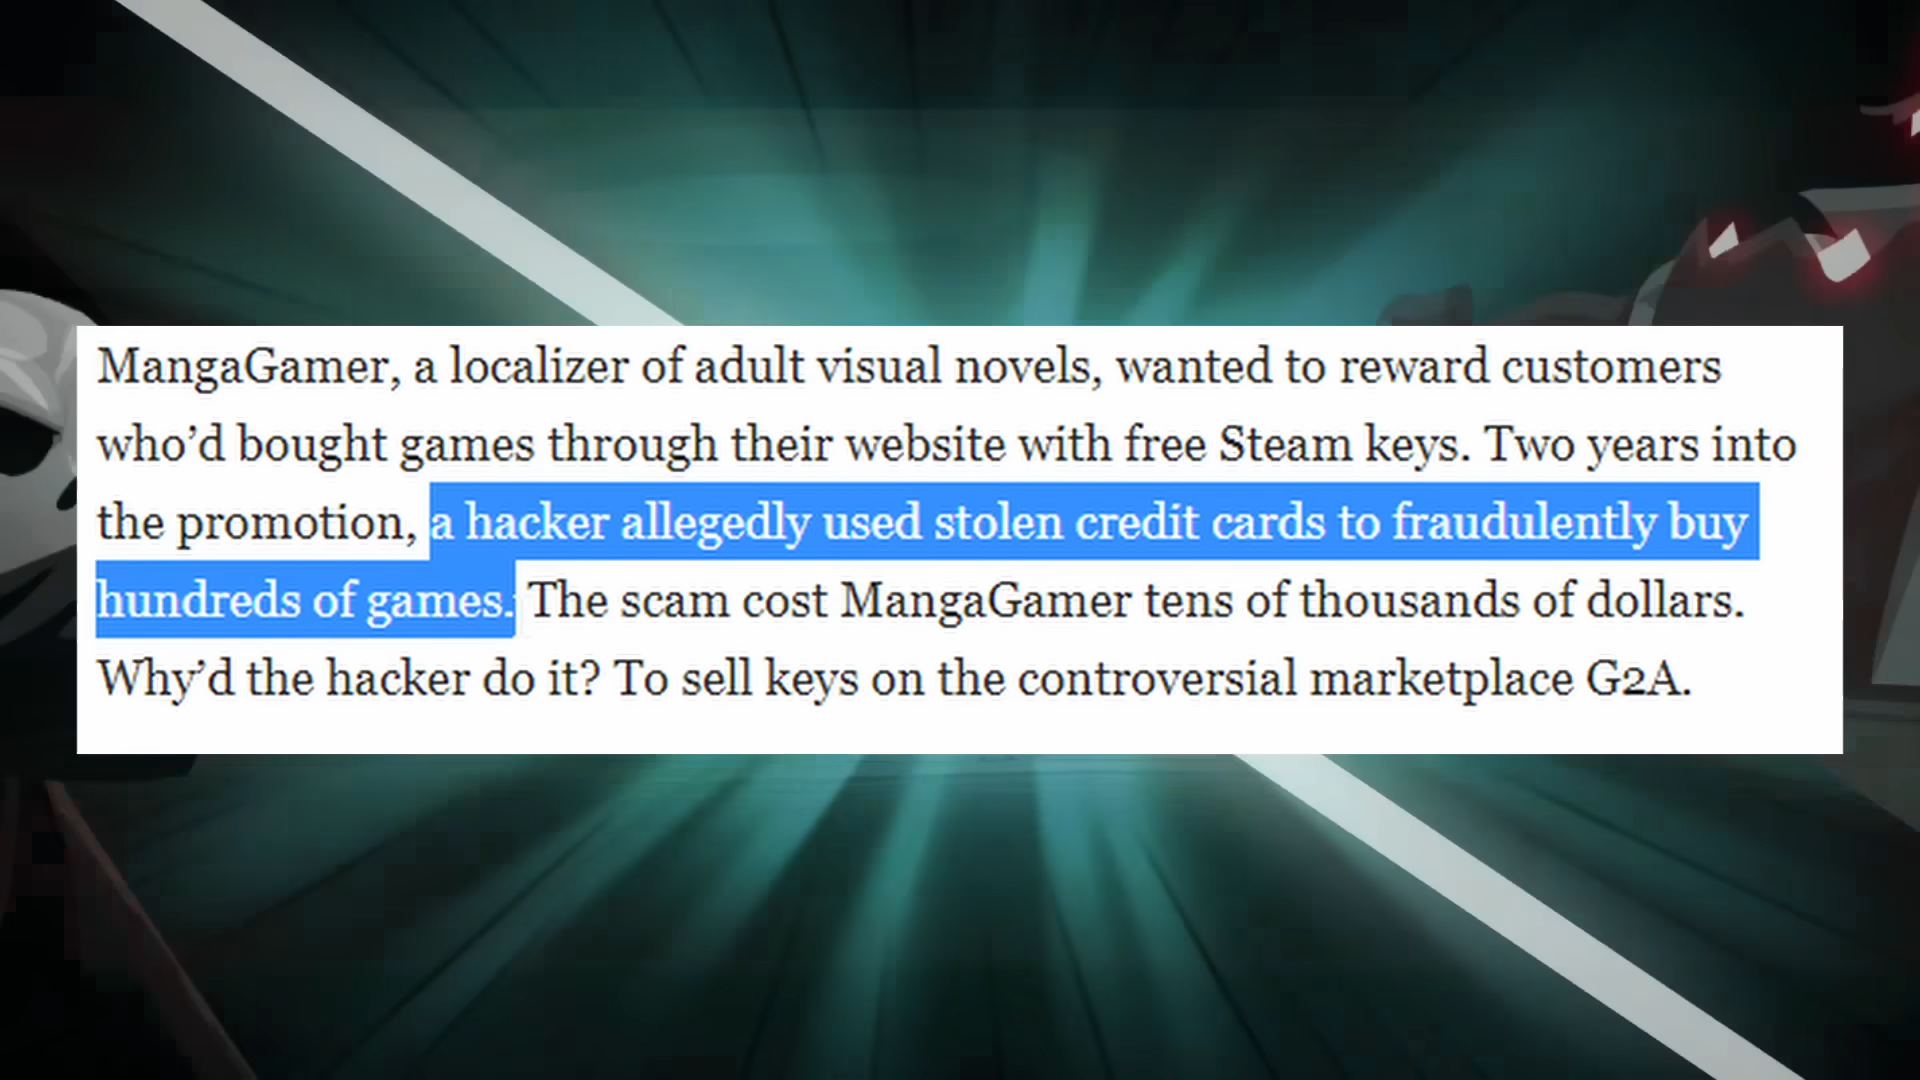 MangaGamer, a localizer of adult visual novels, wanted to reward customers
who’d bought games through their website with free Steam keys. Two years into
the promotion, a hacker allegedly used stolen credit cards to fraudulently buy
hundreds of games. The scam cost MangaGamer tens of thousands of dollars.
Why’d the hacker do it? To sell keys on the controversial marketplace G2A.